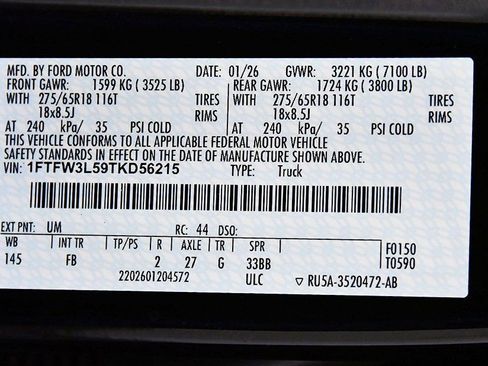 MFD. BY FORD MOTOR CO. DATE: 01/26 GVWR: 3221 KG ( 7100 LB)
FRONT GAWR: 1599 KG ( 3525 LB) REAR GAWR: 1724 KG ( 3800 LB)
WITH 275/65R18 116T TIRES WITH 275/65R18 116T TIRES
18x8.5J RIMS 18x8.5J RIMS
AT 240 kPa/ 35 PSI COLD AT 240 kPa/ 35 PSI COLD
THIS VEHICLE CONFORMS TO ALL APPLICABLE FEDERAL MOTOR VEHICLE
SAFETY STANDARDS IN EFFECT ON THE DATE OF MANUFACTURE SHOWN ABOVE.
VIN: 1FTFW3L59TKD56215 TYPE: Truck
EXT PNT: UM RC: 44 DSO:
WB INT TR TP/PS R AXLE TR SPR F0150
145 FB 2 27 G 33BB T0590
2202601204572 ULC ▽ RU5A-3520472-AB